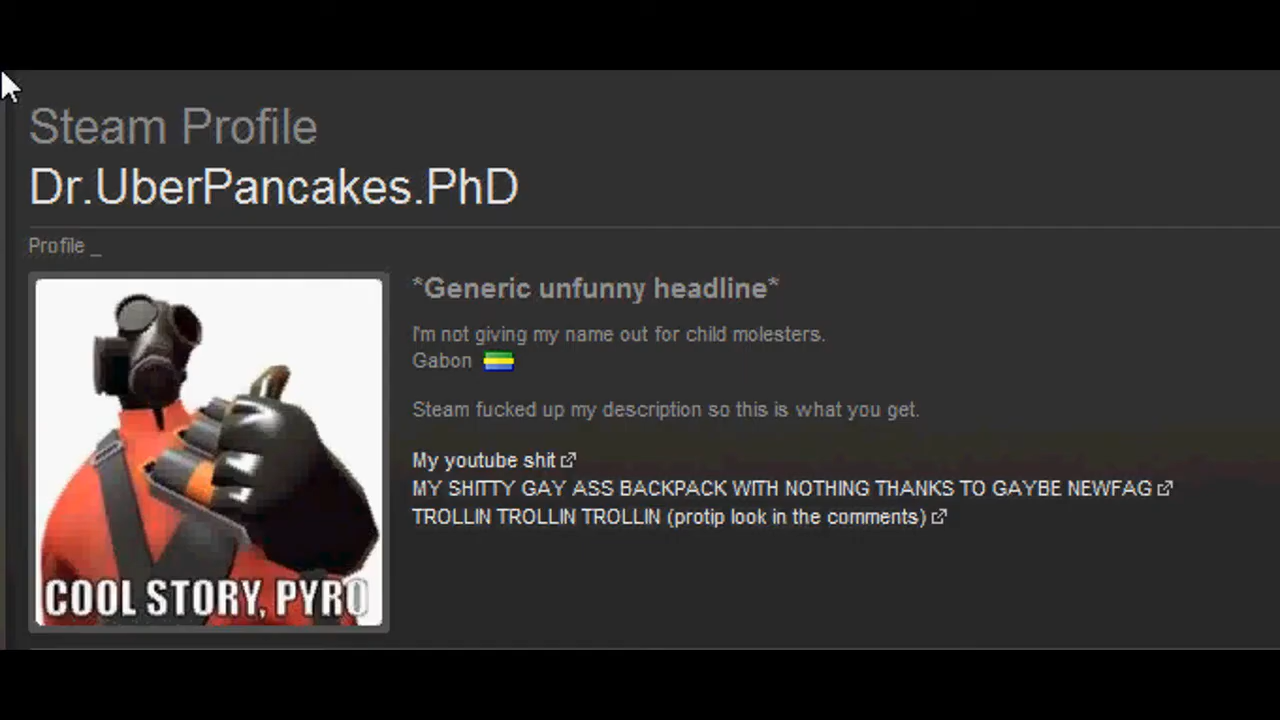 Steam Profile
Dr.UberPancakes.PhD
Profile _
*Generic unfunny headline*
I'm not giving my name out for child molesters.
Gabon
Steam fucked up my description so this is what you get.
My youtube shit
MY SHITTY GAY ASS BACKPACK WITH NOTHING THANKS TO GAYBE NEWFAG
TROLLIN TROLLIN TROLLIN (protip look in the comments)
COOL STORY, PYRO